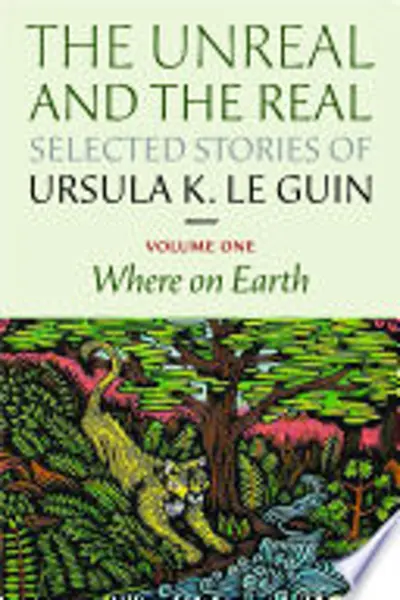 THE UNREAL
AND THE REAL
SELECTED STORIES OF
URSULA K. LE GUIN
VOLUME ONE
Where on Earth